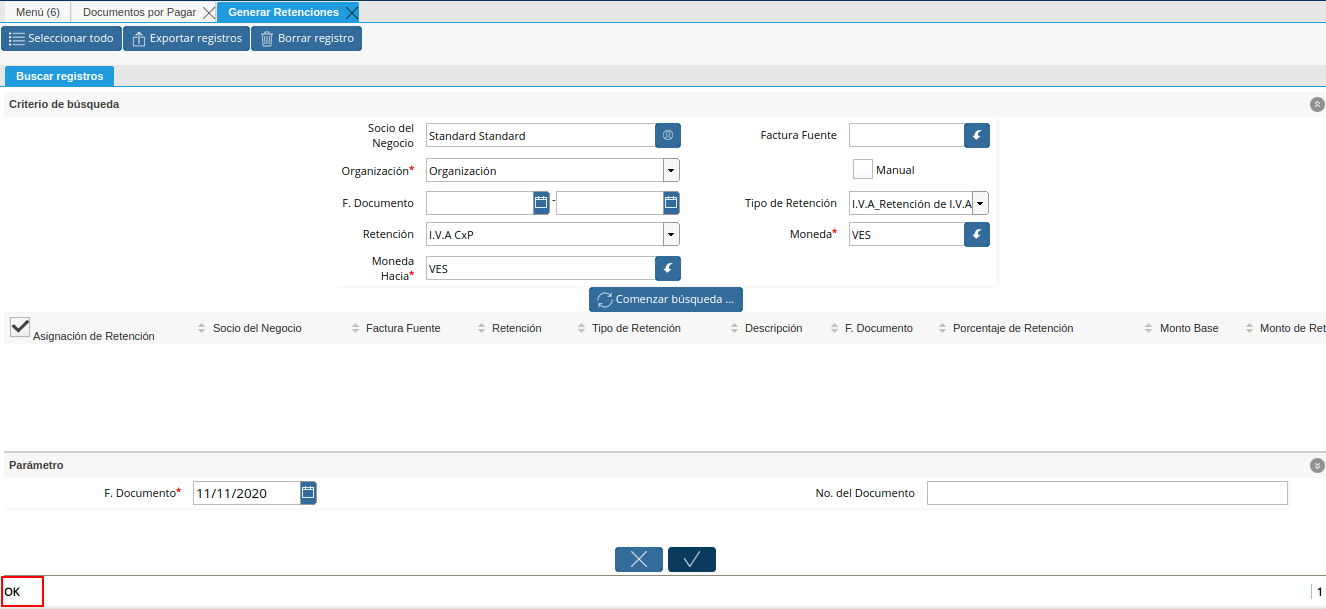 Menú (6) Documentos por Pagar Generar Retenciones
Seleccionar todo Exportar registros Borrar registro
Buscar registros
Criterio de búsqueda
Socio del Negocio Standard Standard Factura Fuente
Organización* Organización Manual
F. Documento - Tipo de Retención I.V.A_Retención de I.V.A
Retención I.V.A CxP Moneda* VES
Moneda Hacia* VES
Comenzar búsqueda ...
Asignación de Retención Socio del Negocio Factura Fuente Retención Tipo de Retención Descripción F. Documento Porcentaje de Retención Monto Base Monto de Ret
Parámetro
F. Documento* 11/11/2020 No. del Documento
OK 1